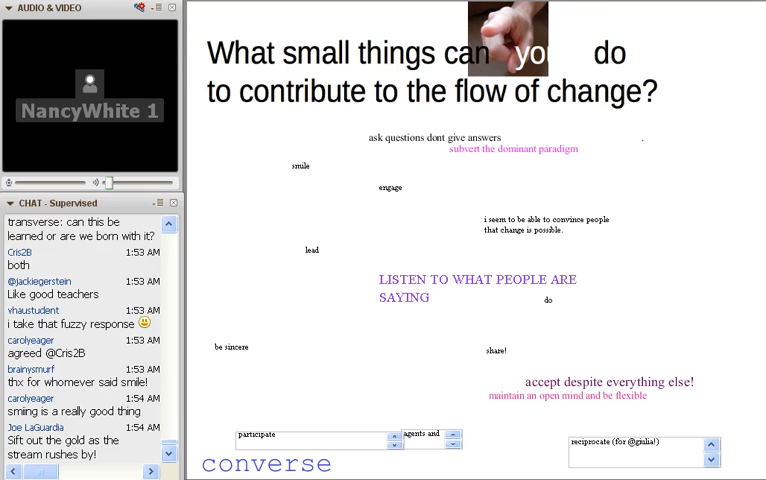 AUDIO & VIDEO
NancyWhite 1
CHAT - Supervised
transverse: can this be
learned or are we born with it?
Cris2B 1:53 AM
both
@jackiegerstein 1:53 AM
Like good teachers
vhaustudent 1:53 AM
i take that fuzzy response
carolyeager 1:53 AM
agreed @Cris2B
brainysmurf 1:53 AM
thx for whomever said smile!
carolyeager 1:54 AM
smiing is a really good thing
Joe LaGuardia 1:54 AM
Sift out the gold as the
stream rushes by!
What small things can you do
to contribute to the flow of change?
ask questions dont give answers
.
subvert the dominant paradigm
smile
engage
i seem to be able to convince people
that change is possble.
lead
LISTEN TO WHAT PEOPLE ARE
SAYING
do
be sincere
share!
accept despite everything else!
maintain an open mind and be flexible
participate
agents and
reciprocate (for @giulia!)
converse